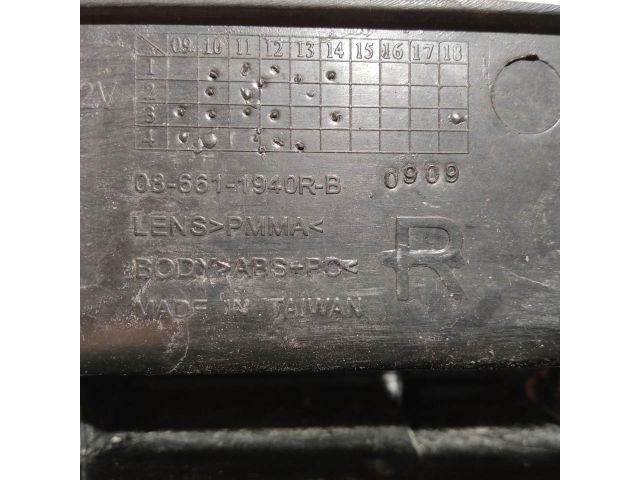 09 10 11 12 13 14 15 16 17 18
1
2
2V
3
4
08-661-1940R-B 0909
LENS>PMMA<
BODY>ABS+PC<
MADE IN TAIWAN
R